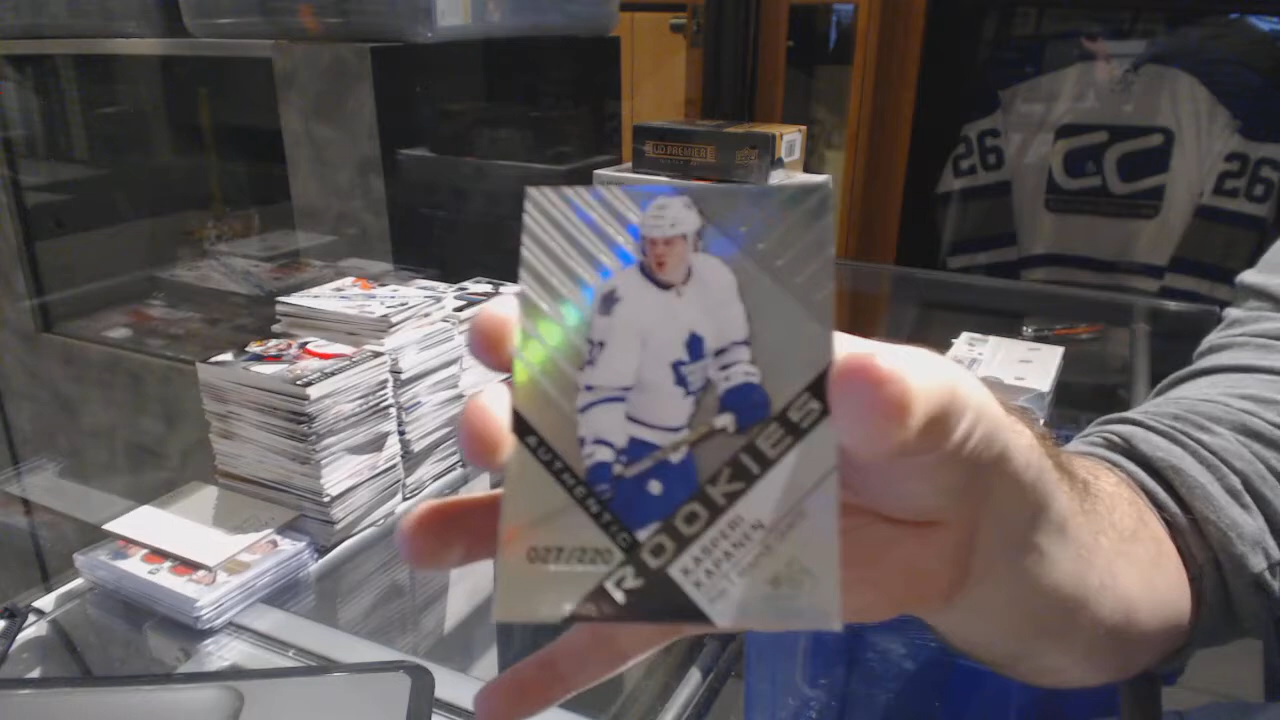 UD PREMIER
26
C&C
26
AUTHENTIC
ROOKIES
027/220
KASPERI
KAPANEN